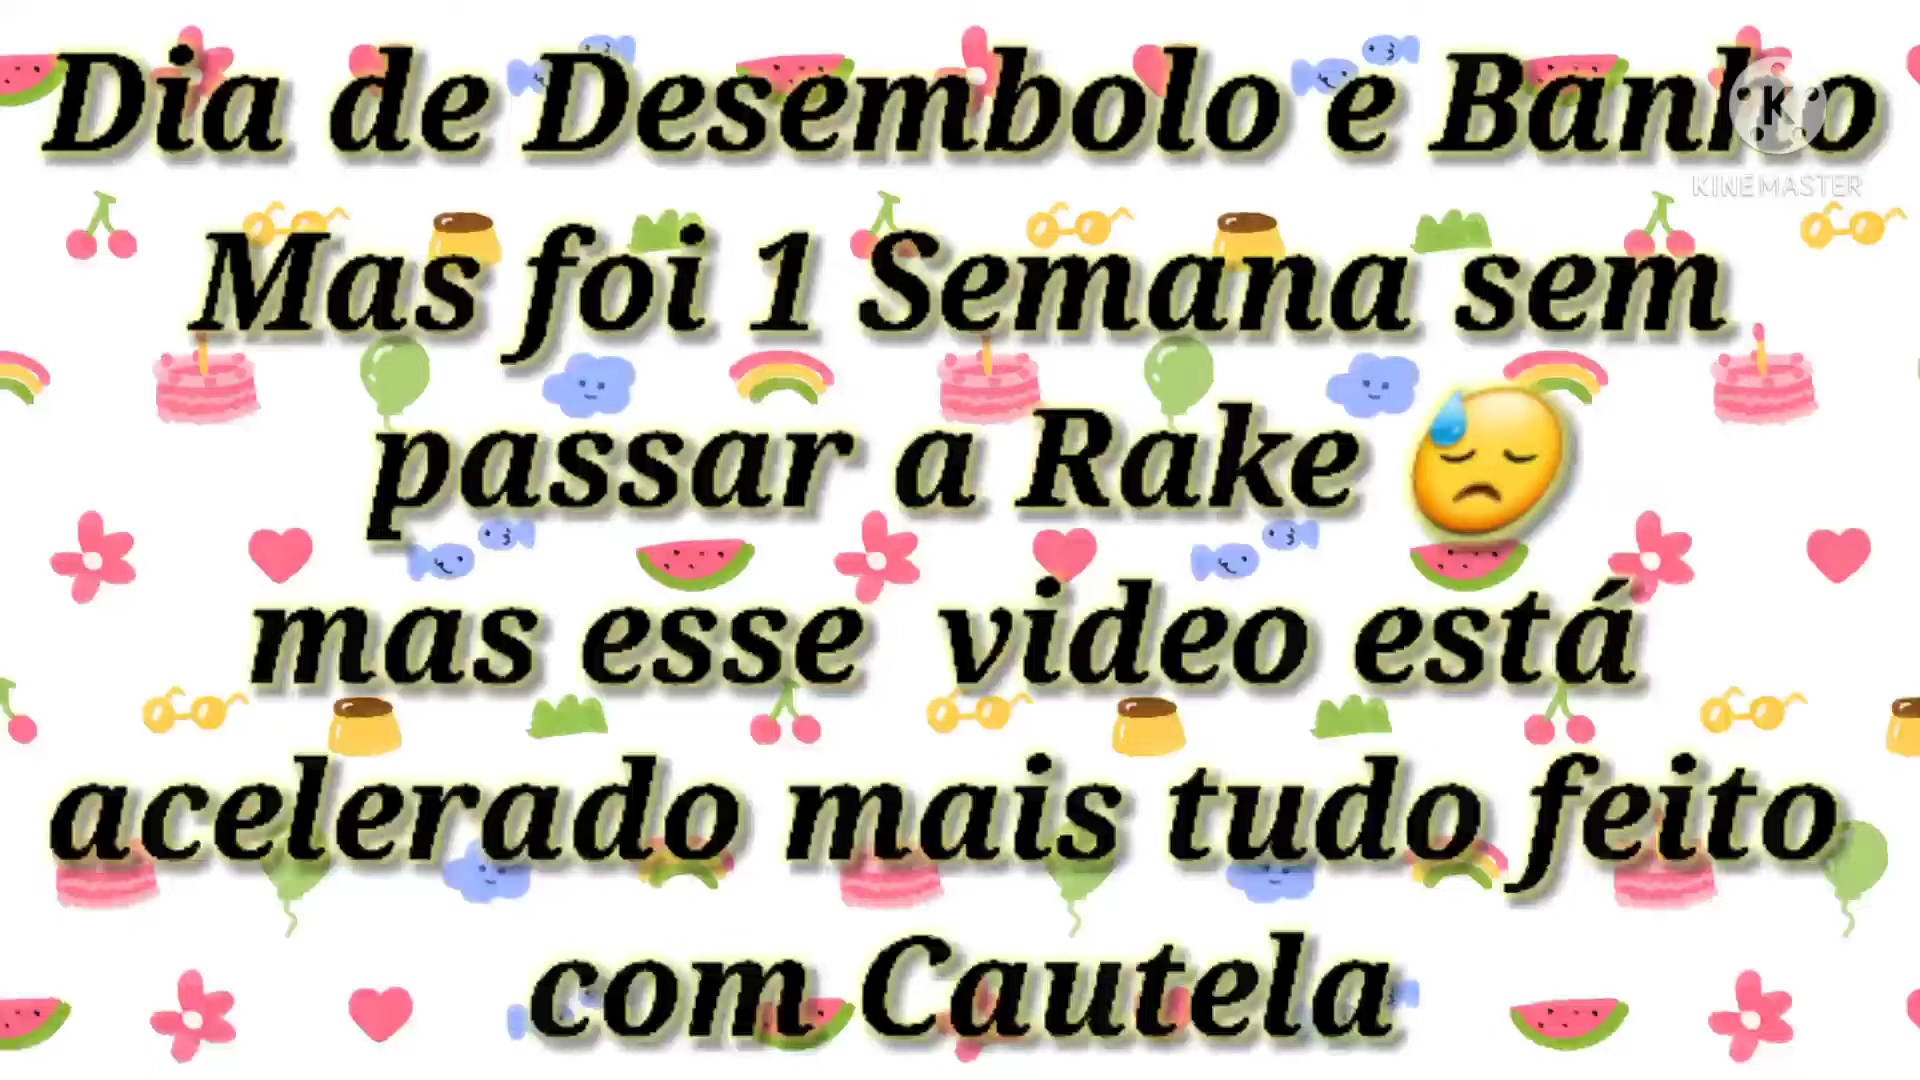 Dia de Desembolo e Banho
Mas foi 1 Semana sem
passar a Rake 😓
mas esse video está
acelerado mais tudo feito
com Cautela
K
KINEMASTER